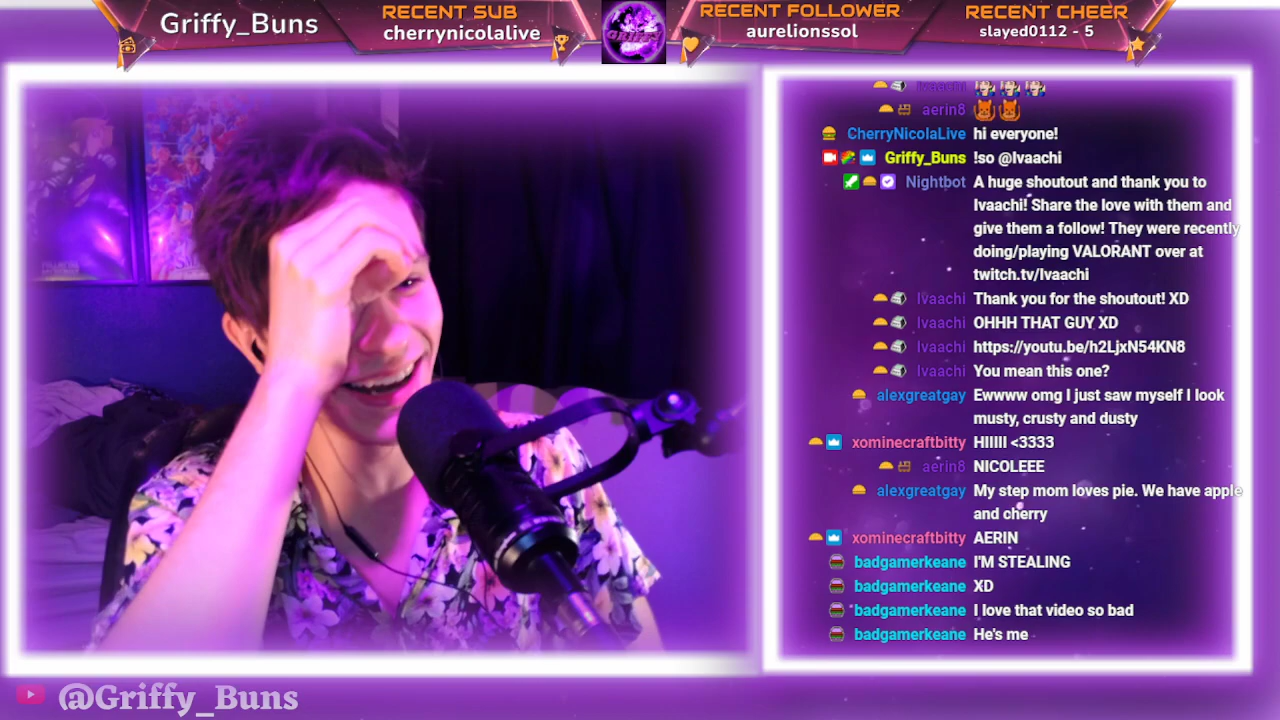 Griffy_Buns
RECENT SUB
cherrynicolalive
RECENT FOLLOWER
aurelionssol
RECENT CHEER
slayed0112 - 5
lvaachi
aerin8
CherryNicolaLive hi everyone!
Griffy_Buns !so @lvaachi
Nightbot A huge shoutout and thank you to
lvaachi! Share the love with them and
give them a follow! They were recently
doing/playing VALORANT over at
twitch.tv/lvaachi
lvaachi Thank you for the shoutout! XD
lvaachi OHHH THAT GUY XD
lvaachi https://youtu.be/h2LjxN54KN8
lvaachi You mean this one?
alexgreatgay Ewwww omg I just saw myself I look
musty, crusty and dusty
xominecraftbitty HIIIII <3333
aerin8 NICOLEEE
alexgreatgay My step mom loves pie. We have apple
and cherry
xominecraftbitty AERIN
badgamerkeane I'M STEALING
badgamerkeane XD
badgamerkeane I love that video so bad
badgamerkeane He's me
@Griffy_Buns